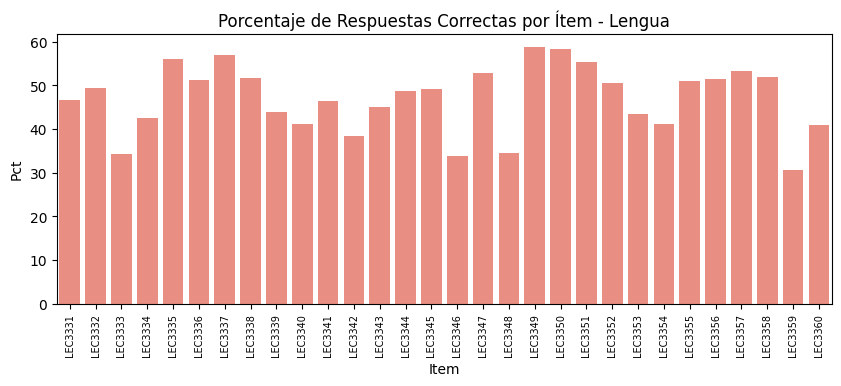 Porcentaje de Respuestas Correctas por Ítem - Lengua
Pct
60
50
40
30
20
10
0
LEC3331
LEC3332
LEC3333
LEC3334
LEC3335
LEC3336
LEC3337
LEC3338
LEC3339
LEC3340
LEC3341
LEC3342
LEC3343
LEC3344
LEC3345
LEC3346
LEC3347
LEC3348
LEC3349
LEC3350
LEC3351
LEC3352
LEC3353
LEC3354
LEC3355
LEC3356
LEC3357
LEC3358
LEC3359
LEC3360
Item